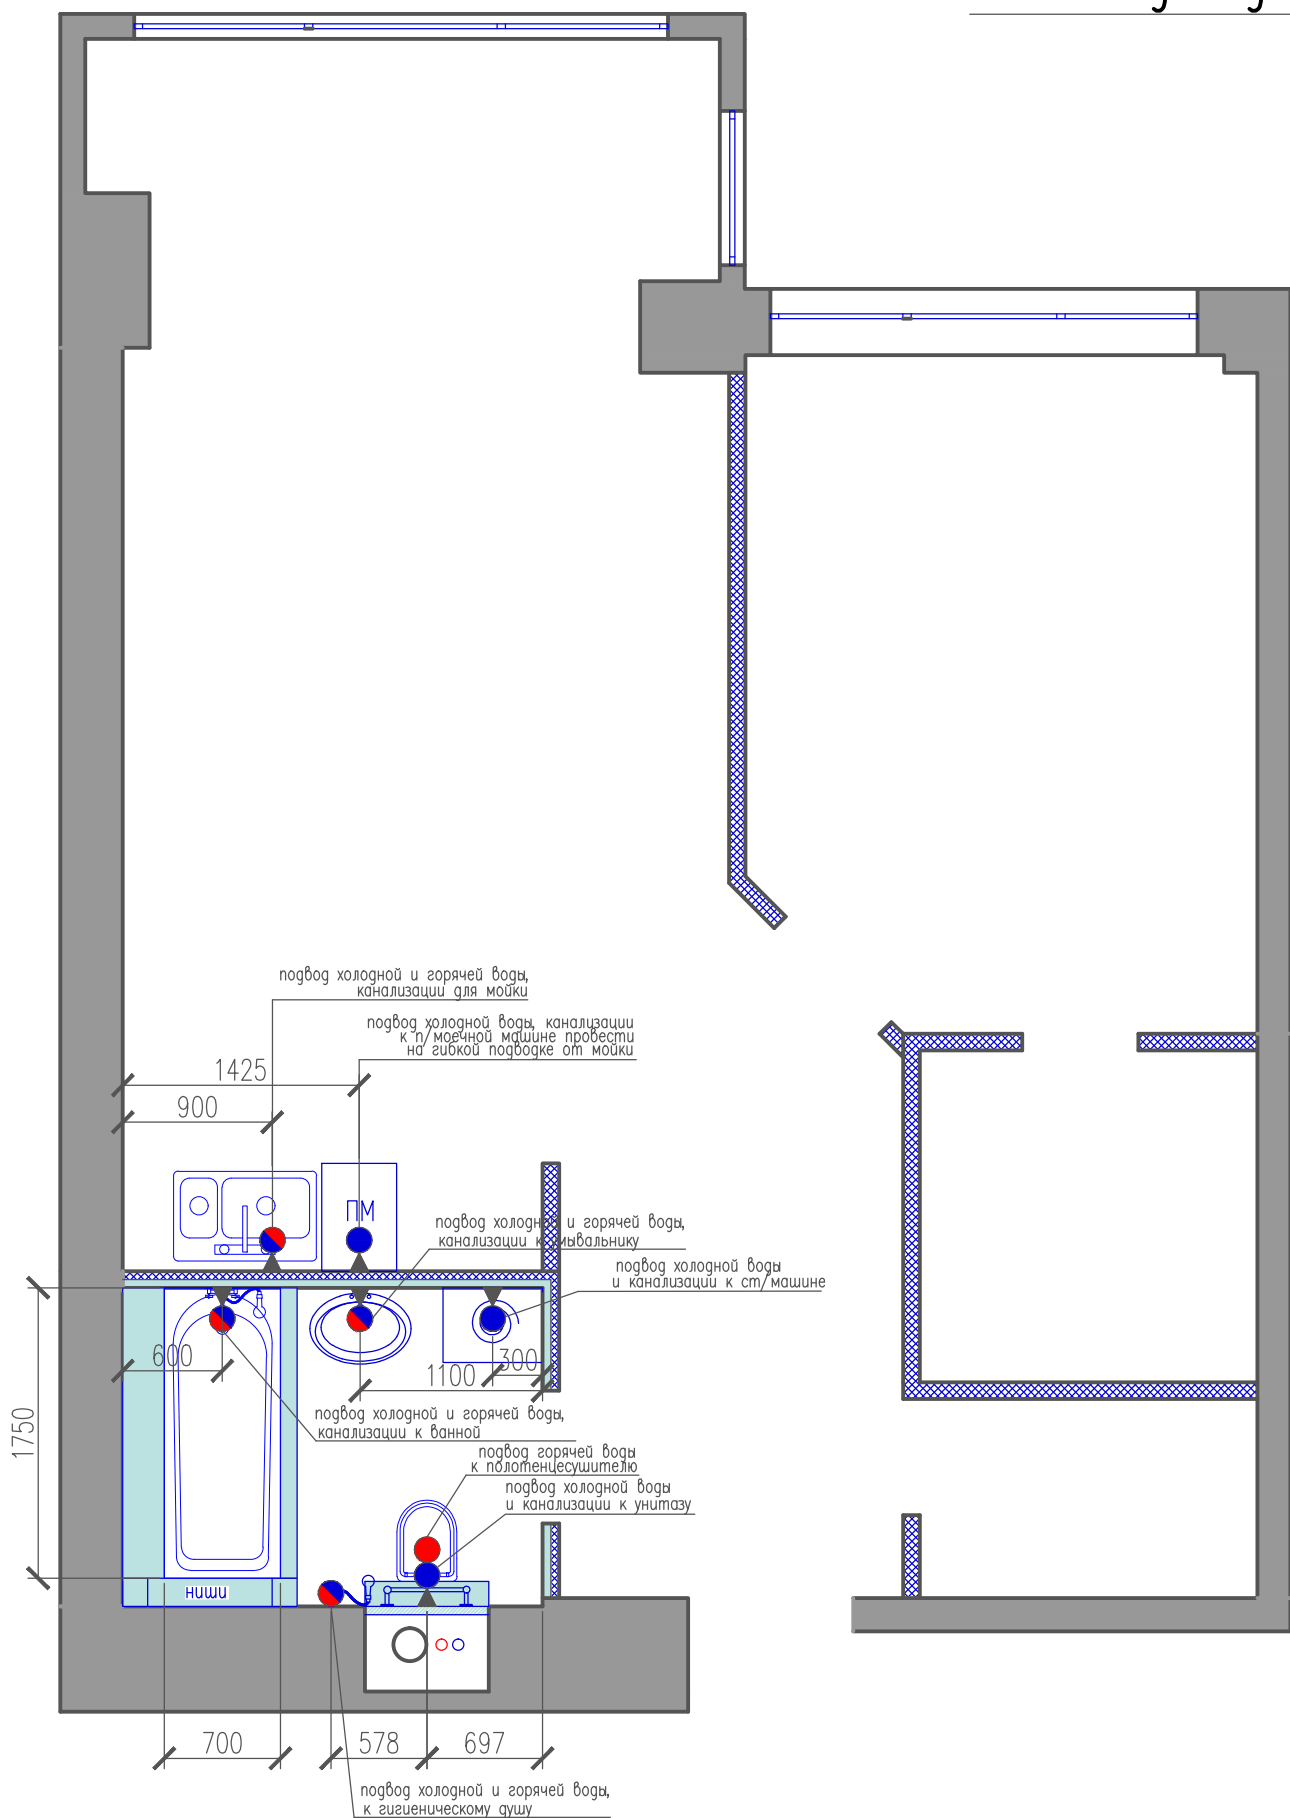 подвод холодной и горячей воды,
канализации для мойки
подвод холодной воды, канализации
к п/моечной машине провести
на гибкой подводке от мойки
1425
900
ПМ
подвод холодной и горячей воды,
канализации к умывальнику
подвод холодной воды
и канализации к ст/машине
600
300
1100
1750
подвод холодной и горячей воды,
канализации к ванной
подвод горячей воды
к полотенцесушителю
подвод холодной воды
и канализации к унитазу
ниши
700
578
697
подвод холодной и горячей воды,
к гигиеническому душу